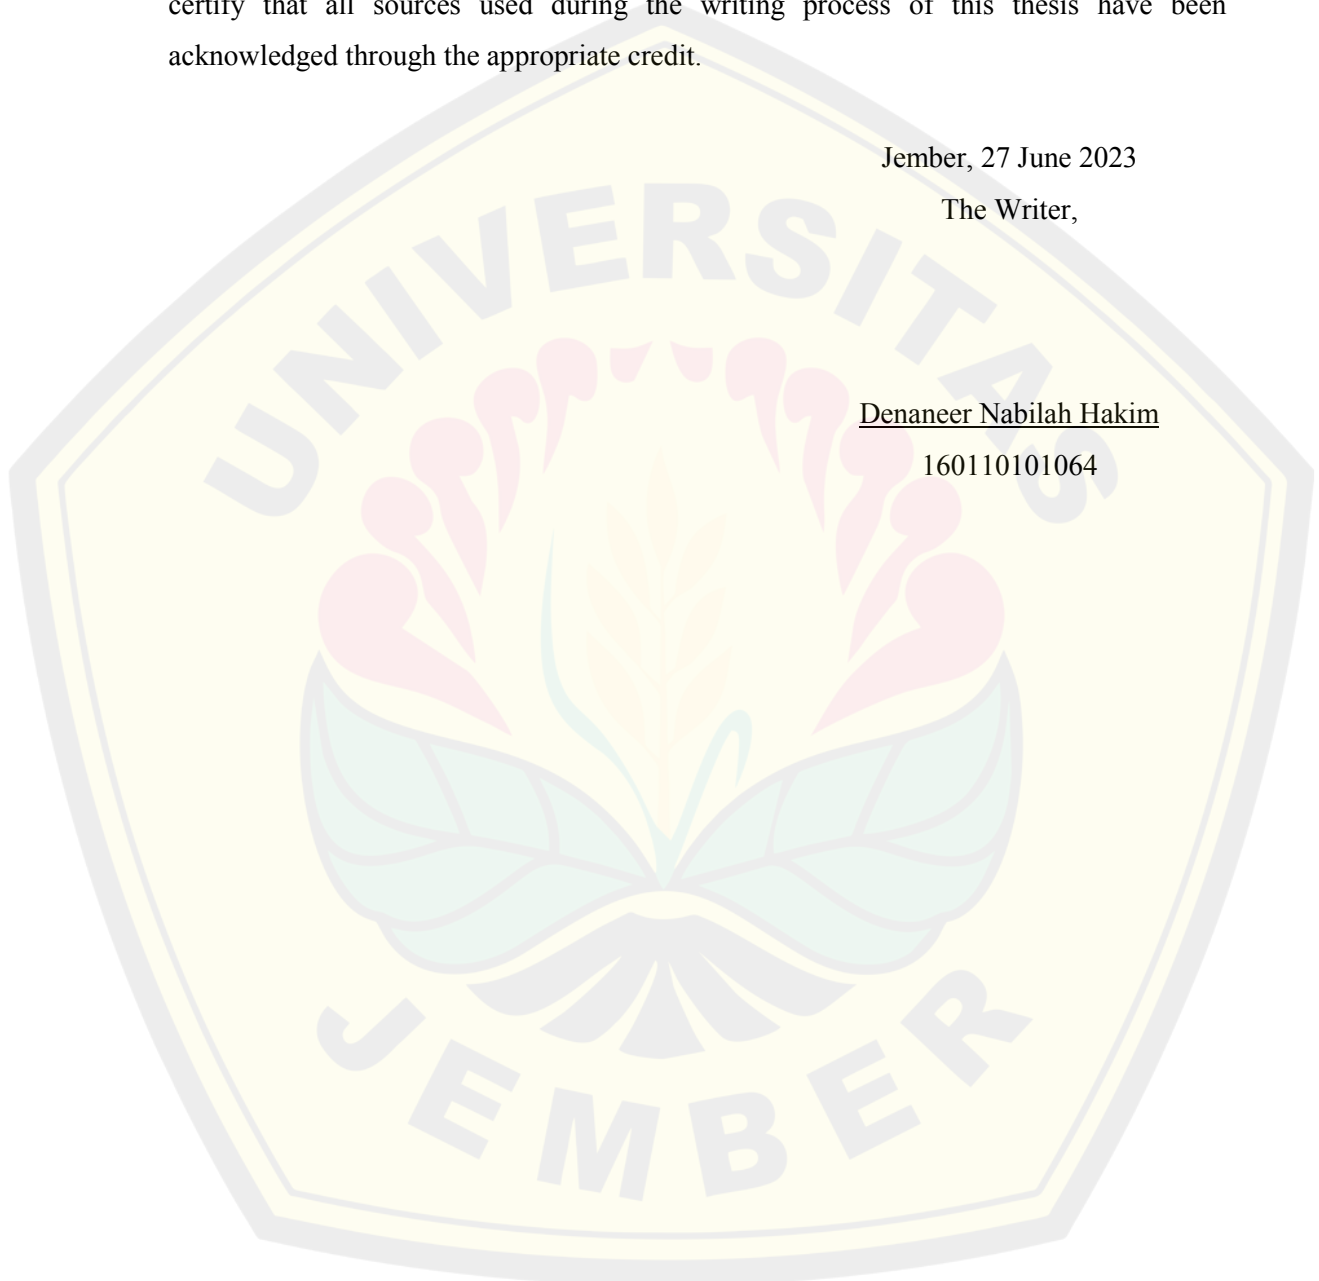 certify that all sources used during the writing process of this thesis have been
acknowledged through the appropriate credit.
Jember, 27 June 2023
The Writer,
UNIVERSITAS
Denaneer Nabilah Hakim
160110101064
JEMBER